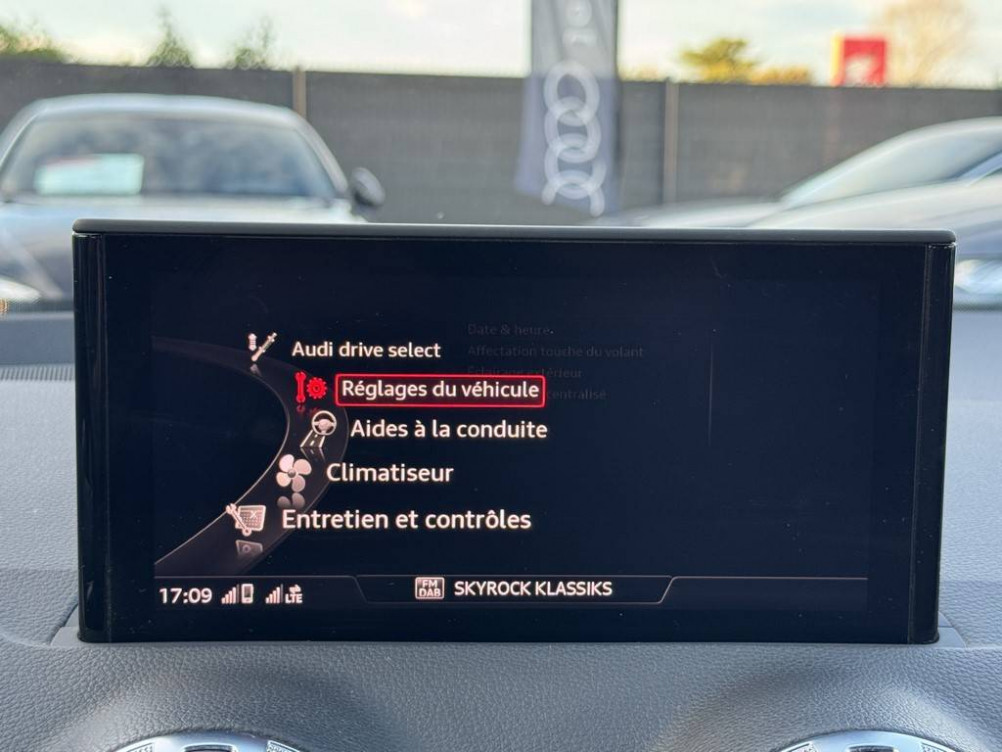 Date & heure
Audi drive select
Affectation touche du volant
Réglages du véhicule
Aides à la conduite
Climatiseur
Entretien et contrôles
17:09
LTE
FM
DAB
SKYROCK KLASSIKS